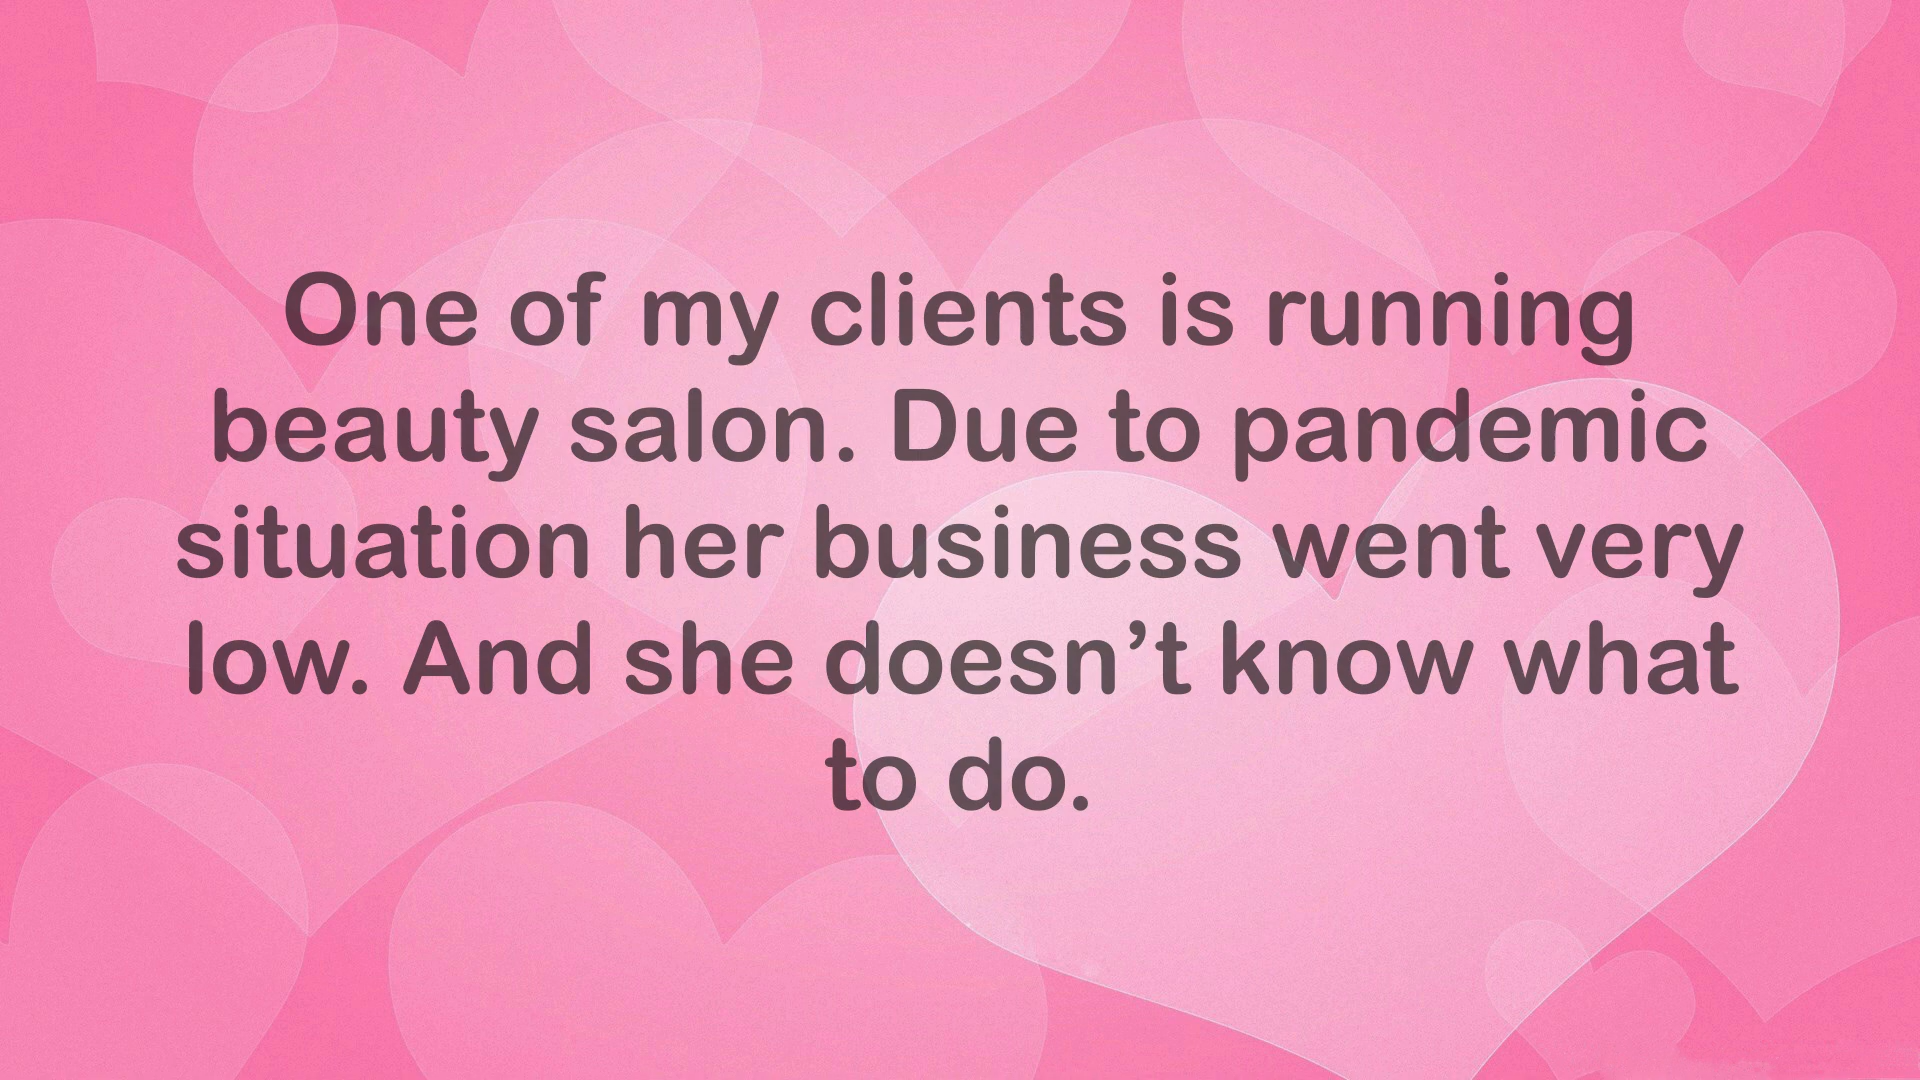 One of my clients is running
beauty salon. Due to pandemic
situation her business went very
low. And she doesn’t know what
to do.